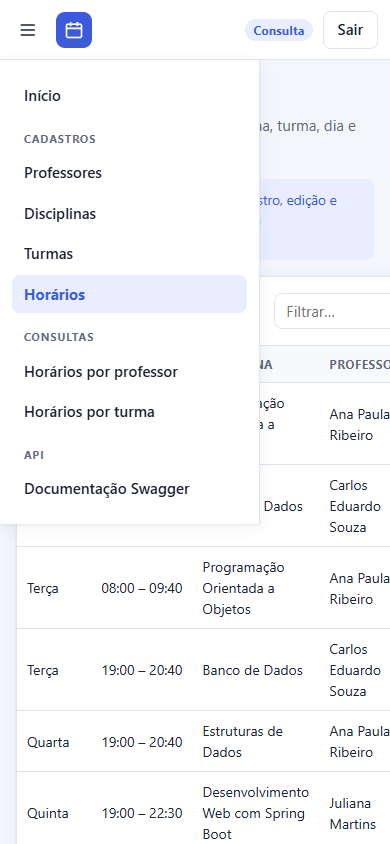 Consulta
Sair
Início
CADASTROS
Professores
Disciplinas
Turmas
Horários
CONSULTAS
Horários por professor
Horários por turma
API
Documentação Swagger
turma, dia e
edição e
Filtrar...
Ana Paula
Ribeiro
Dados
Carlos
Eduardo
Souza
Terça
08:00 – 09:40
Programação
Orientada a
Objetos
Ana Paula
Ribeiro
Terça
19:00 – 20:40
Banco de Dados
Carlos
Eduardo
Souza
Quarta
19:00 – 20:40
Estruturas de
Dados
Ana Paula
Ribeiro
Quinta
19:00 – 22:30
Desenvolvimento
Web com Spring
Boot
Juliana
Martins